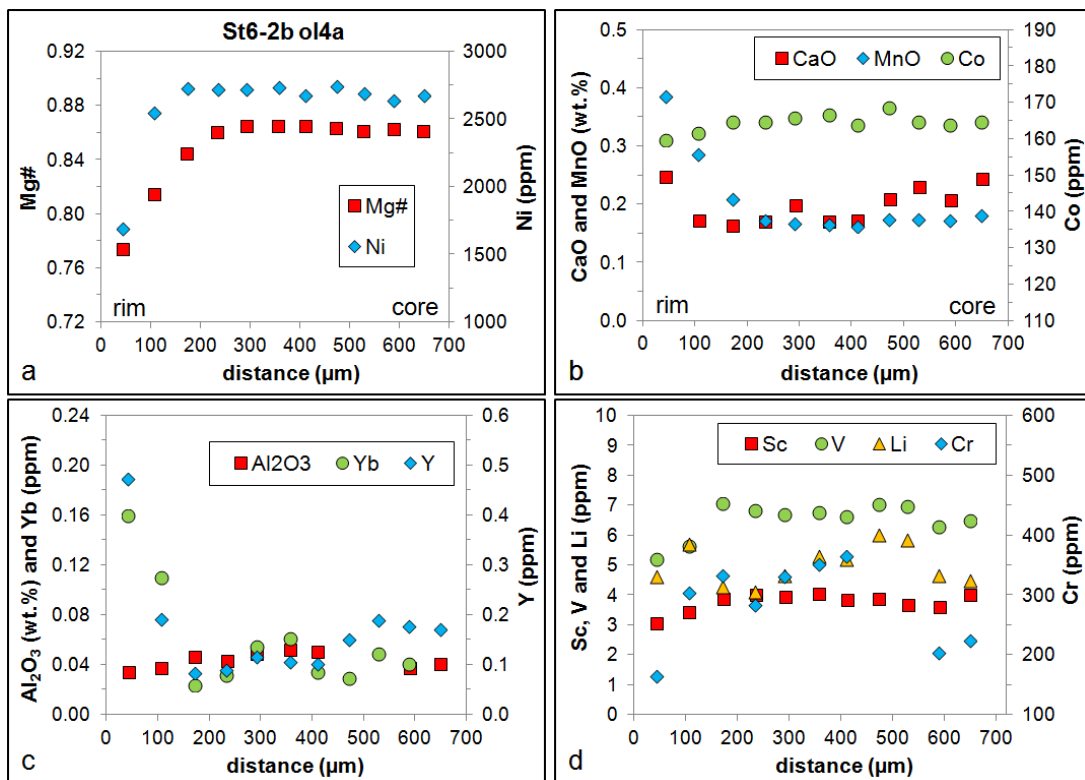 St6-2b ol4a
0.92
0.88
0.84
0.80
0.76
0.72
Mg#
3000
2500
2000
1500
1000
Ni (ppm)
Mg#
Ni
rim
core
0 100 200 300 400 500 600 700
distance (µm)
a
0.5
0.4
0.3
0.2
0.1
0.0
CaO and MnO (wt.%)
190
180
170
160
150
140
130
120
110
Co (ppm)
CaO MnO Co
rim
core
0 100 200 300 400 500 600 700
distance (µm)
b
0.24
0.20
0.16
0.12
0.08
0.04
0.00
Al2O3 (wt.%) and Yb (ppm)
0.6
0.5
0.4
0.3
0.2
0.1
0.0
Y (ppm)
Al2O3 Yb Y
0 100 200 300 400 500 600 700
distance (µm)
c
10
9
8
7
6
5
4
3
2
1
0
Sc, V and Li (ppm)
600
500
400
300
200
100
Cr (ppm)
Sc V Li Cr
0 100 200 300 400 500 600 700
distance (µm)
d